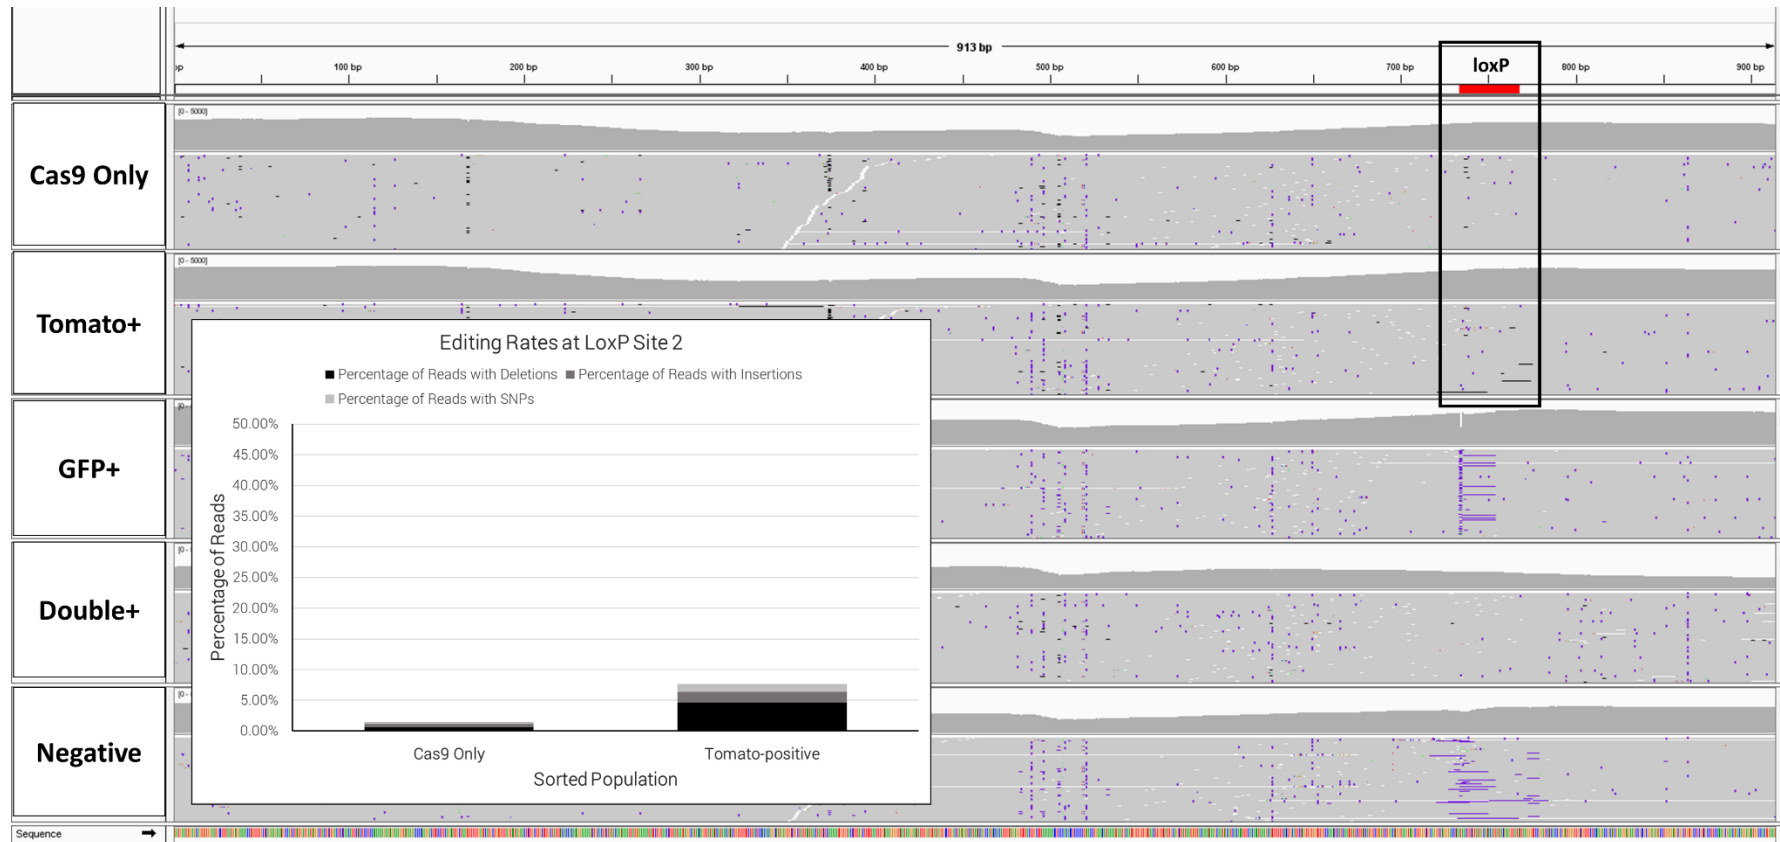 913 bp
bp 100 bp 200 bp 300 bp 400 bp 500 bp 600 bp 700 bp 800 bp 900 bp
loxP
[0 - 5000]
Cas9 Only
[0 - 5000]
Tomato+
Editing Rates at LoxP Site 2
Percentage of Reads with Deletions Percentage of Reads with Insertions
Percentage of Reads with SNPs
50.00%
45.00%
40.00%
35.00%
30.00%
25.00%
20.00%
15.00%
10.00%
5.00%
0.00%
Percentage of Reads
Cas9 Only Tomato-positive
Sorted Population
GFP+
Double+
Negative
Sequence